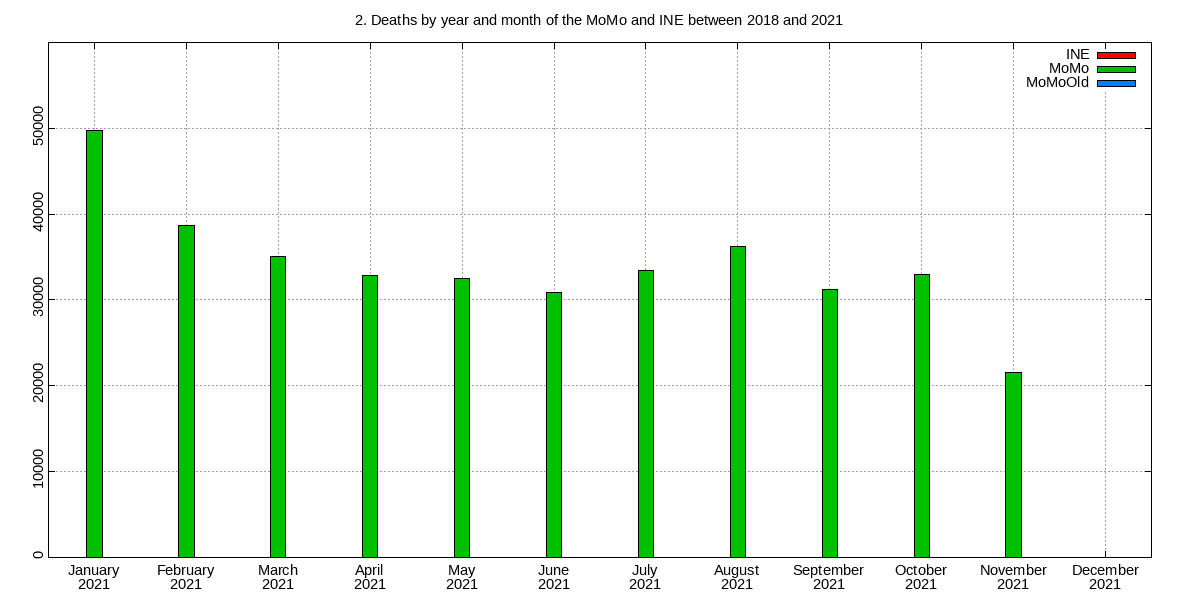 2. Deaths by year and month of the MoMo and INE between 2018 and 2021
INE
MoMo
MoMoOld
50000
40000
30000
20000
10000
0
January February March April May June July August September October November December
2021 2021 2021 2021 2021 2021 2021 2021 2021 2021 2021 2021